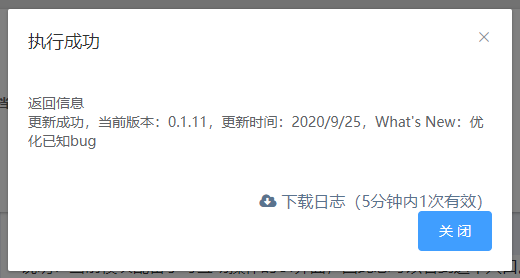 执行成功
返回信息
更新成功，当前版本：0.1.11，更新时间：2020/9/25，What's New：优
化已知bug
下载日志（5分钟内1次有效）
关 闭